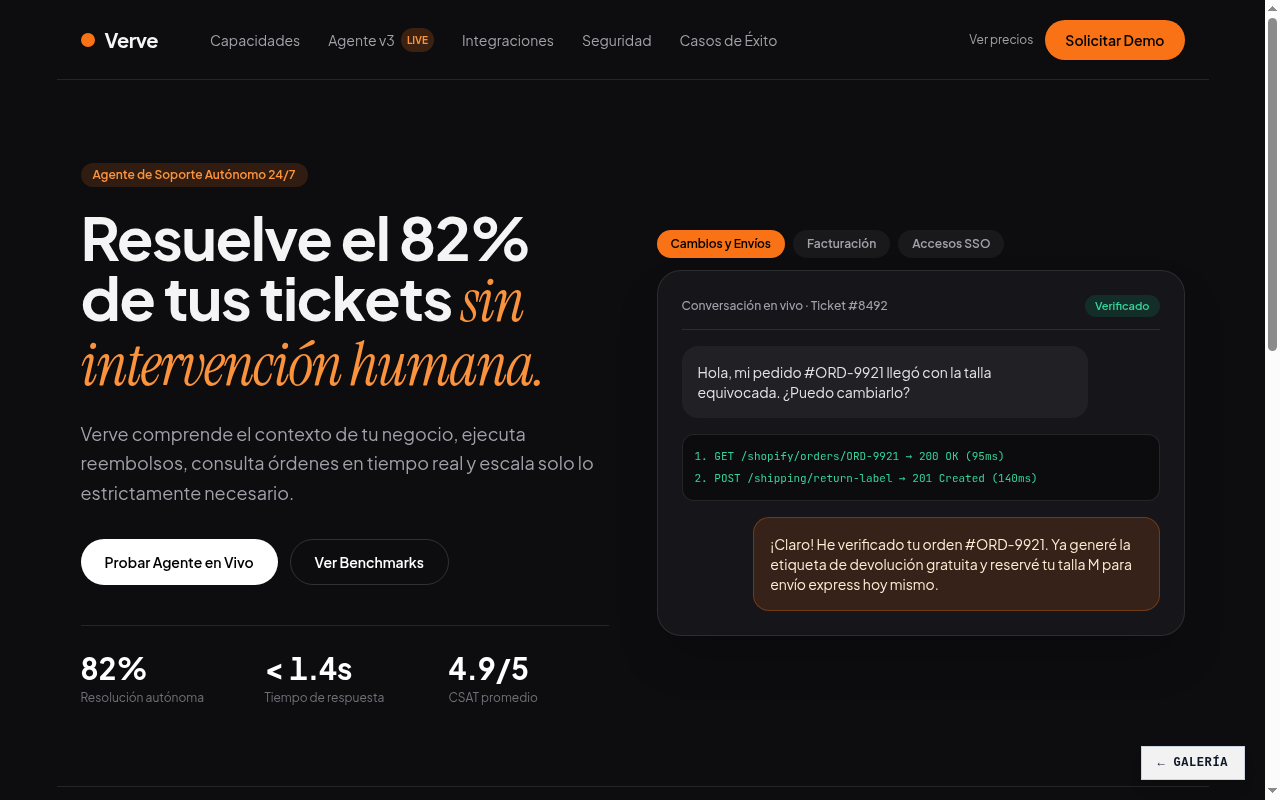 Verve
Capacidades
Agente v3
LIVE
Integraciones
Seguridad
Casos de Éxito
Ver precios
Solicitar Demo
Agente de Soporte Autónomo 24/7
Resuelve el 82%
de tus tickets sin
intervención humana.
Verve comprende el contexto de tu negocio, ejecuta
reembolsos, consulta órdenes en tiempo real y escala solo lo
estrictamente necesario.
Probar Agente en Vivo
Ver Benchmarks
82%
Resolución autónoma
< 1.4s
Tiempo de respuesta
4.9/5
CSAT promedio
Cambios y Envíos
Facturación
Accesos SSO
Conversación en vivo · Ticket #8492
Verificado
Hola, mi pedido #ORD-9921 llegó con la talla
equivocada. ¿Puedo cambiarlo?
1. GET /shopify/orders/ORD-9921 → 200 OK (95ms)
2. POST /shipping/return-label → 201 Created (140ms)
¡Claro! He verificado tu orden #ORD-9921. Ya generé la
etiqueta de devolución gratuita y reservé tu talla M para
envío express hoy mismo.
← GALERÍA